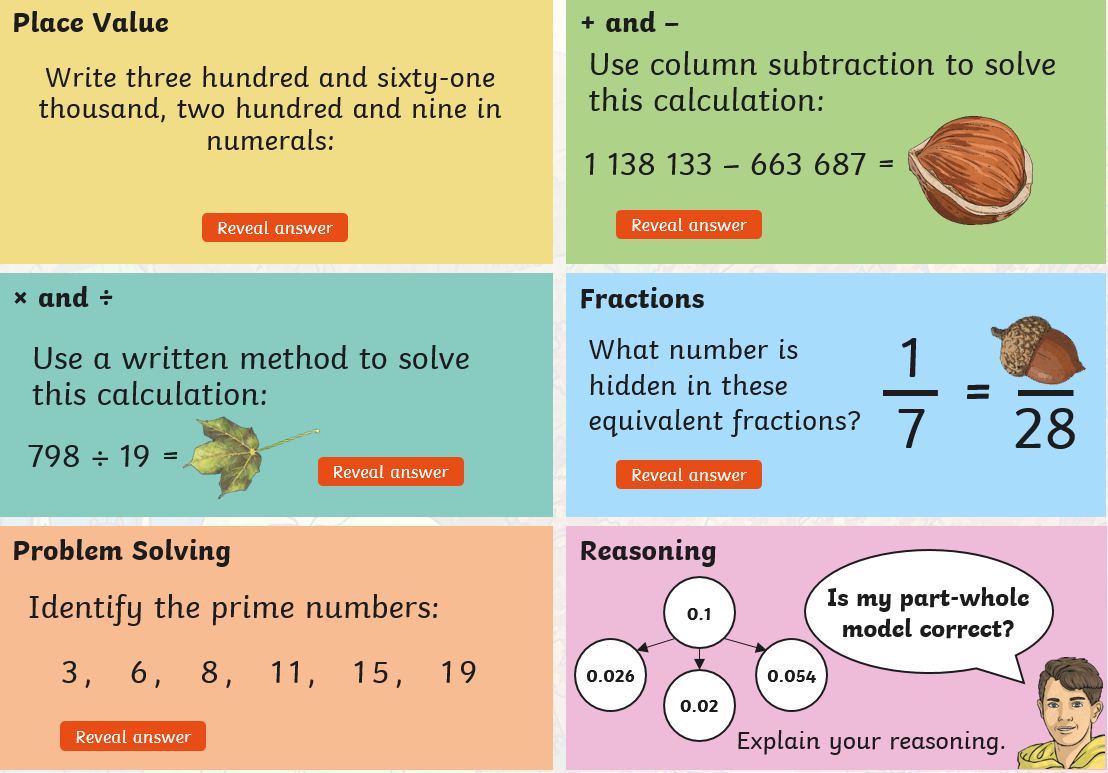 Place Value
Write three hundred and sixty-one
thousand, two hundred and nine in
numerals:
Reveal answer
+ and –
Use column subtraction to solve
this calculation:
1 138 133 – 663 687 =
Reveal answer
× and ÷
Use a written method to solve
this calculation:
798 ÷ 19 =
Reveal answer
Fractions
What number is
hidden in these
equivalent fractions?
1
7
=
28
Reveal answer
Problem Solving
Identify the prime numbers:
3, 6, 8, 11, 15, 19
Reveal answer
Reasoning
0.1
0.026
0.02
0.054
Is my part-whole
model correct?
Explain your reasoning.